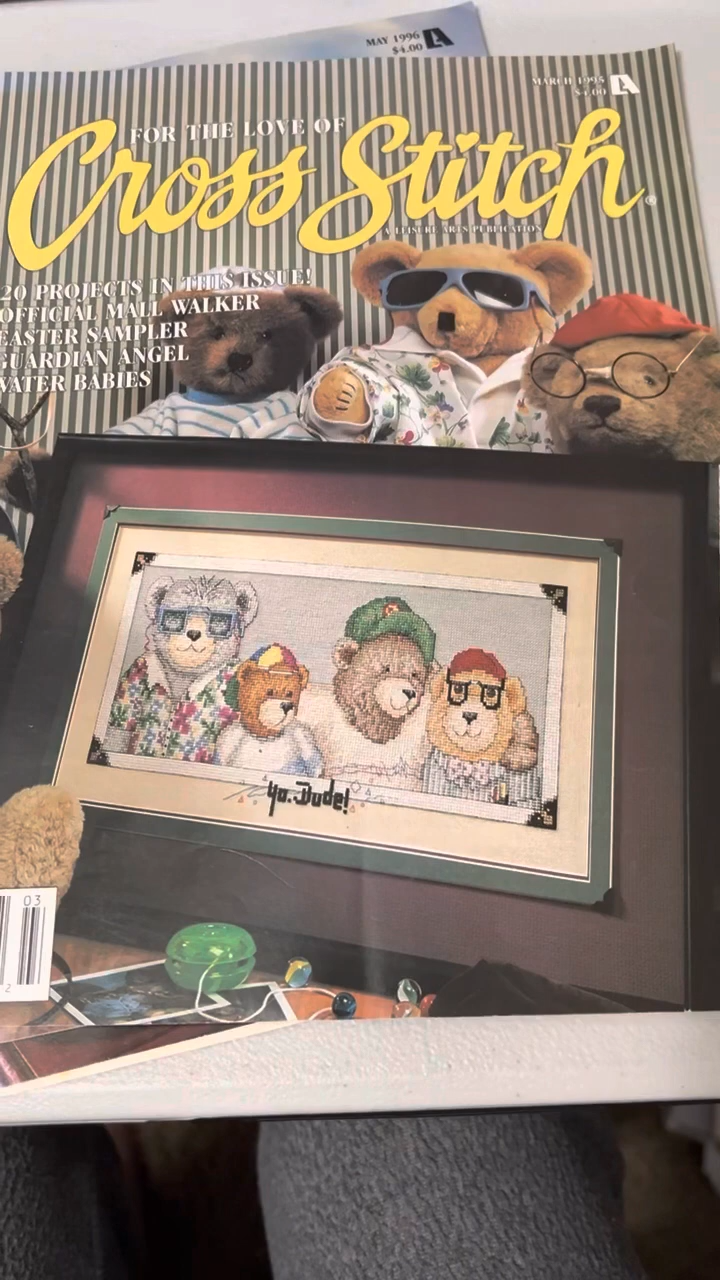 MAY 1996
$4.00
MARCH 1995
$4.00
FOR THE LOVE OF
Cross Stitch®
A LEISURE ARTS PUBLICATION
20 PROJECTS IN THIS ISSUE!
OFFICIAL MALL WALKER
EASTER SAMPLER
GUARDIAN ANGEL
WATER BABIES
Yo. Dude!
03
2